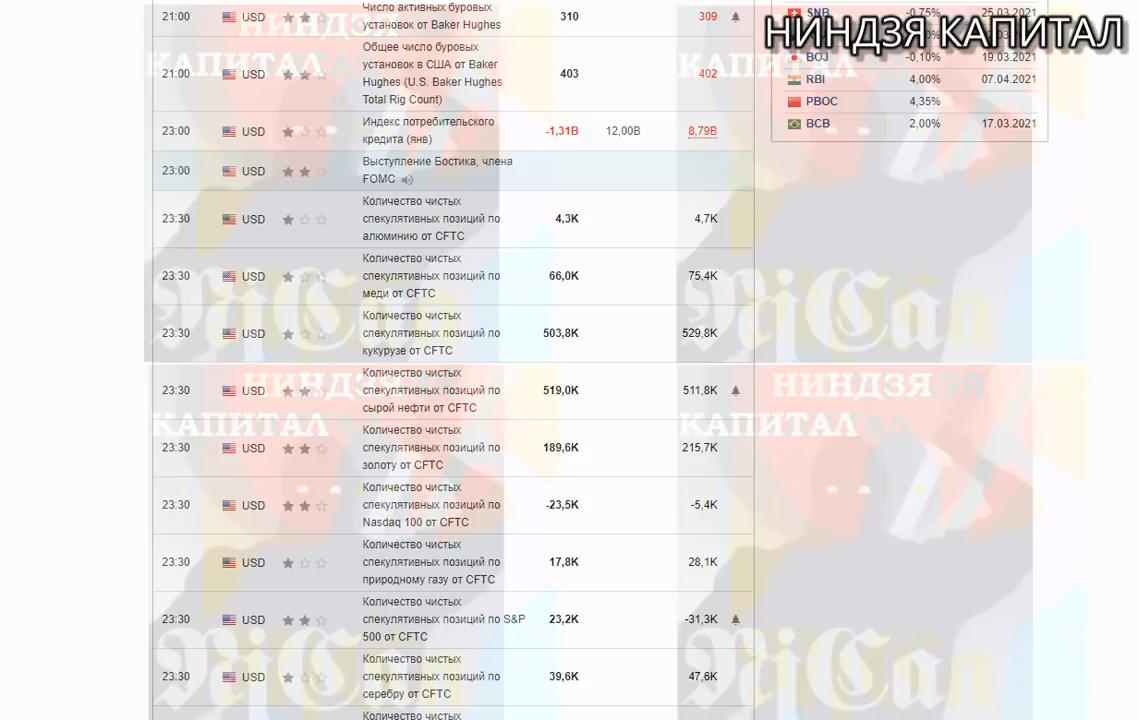 Число активных буровых
21:00 USD установок от Baker Hughes 310 309
Общее число буровых
установок в США от Baker
21:00 USD Hughes (U.S. Baker Hughes 403 402
Total Rig Count)
Индекс потребительского
23:00 USD кредита (янв) -1,31B 12,00B 8,79B
Выступление Бостика, члена
23:00 USD FOMC
Количество чистых
23:30 USD спекулятивных позиций по 4,3K 4,7K
алюминию от CFTC
Количество чистых
23:30 USD спекулятивных позиций по 66,0K 75,4K
меди от CFTC
Количество чистых
23:30 USD спекулятивных позиций по 503,8K 529,8K
кукурузе от CFTC
Количество чистых
23:30 USD спекулятивных позиций по 519,0K 511,8K
сырой нефти от CFTC
Количество чистых
23:30 USD спекулятивных позиций по 189,6K 215,7K
золоту от CFTC
Количество чистых
23:30 USD спекулятивных позиций по -23,5K -5,4K
Nasdaq 100 от CFTC
Количество чистых
23:30 USD спекулятивных позиций по 17,8K 28,1K
природному газу от CFTC
Количество чистых
23:30 USD спекулятивных позиций по S&P 23,2K -31,3K
500 от CFTC
Количество чистых
23:30 USD спекулятивных позиций по 39,6K 47,6K
серебру от CFTC
Количество чистых
SNB -0,75% 25.03.2021
НИНДЗЯ КАПИТАЛ
BOJ -0,10% 19.03.2021
RBI 4,00% 07.04.2021
PBOC 4,35%
BCB 2,00% 17.03.2021
НИНДЗЯ
КАПИТАЛ
КАПИТАЛ
NiCan
NiCan
НИНДЗЯ
КАПИТАЛ
НИНДЗЯ
КАПИТАЛ
NiCan
NiCan